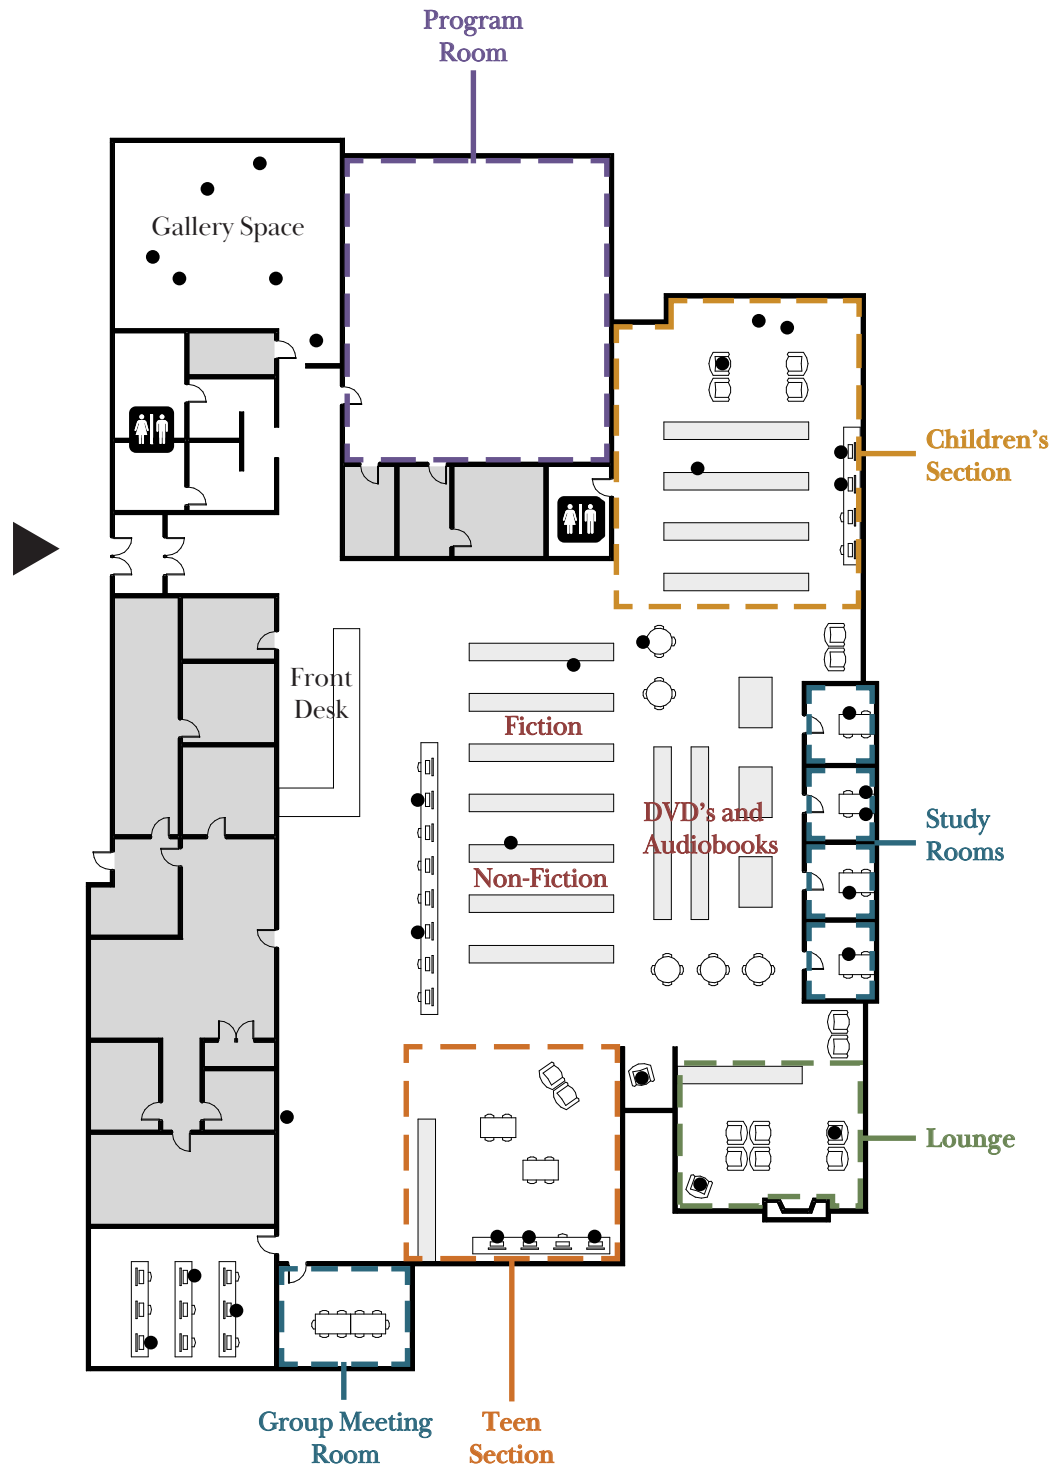 Program
Room
Gallery Space
Children's
Section
Front
Desk
Fiction
DVD's and
Audiobooks
Non-Fiction
Study
Rooms
Lounge
Group Meeting
Room
Teen
Section